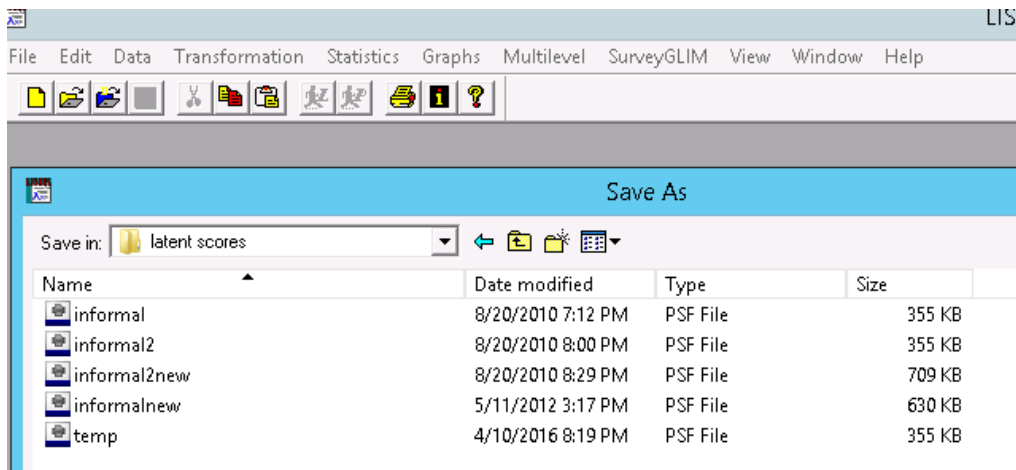 LIS
File Edit Data Transformation Statistics Graphs Multilevel SurveyGLIM View Window Help
Save As
Save in: latent scores
Name Date modified Type Size
informal 8/20/2010 7:12 PM PSF File 355 KB
informal2 8/20/2010 8:00 PM PSF File 355 KB
informal2new 8/20/2010 8:29 PM PSF File 709 KB
informalnew 5/11/2012 3:17 PM PSF File 630 KB
temp 4/10/2016 8:19 PM PSF File 355 KB